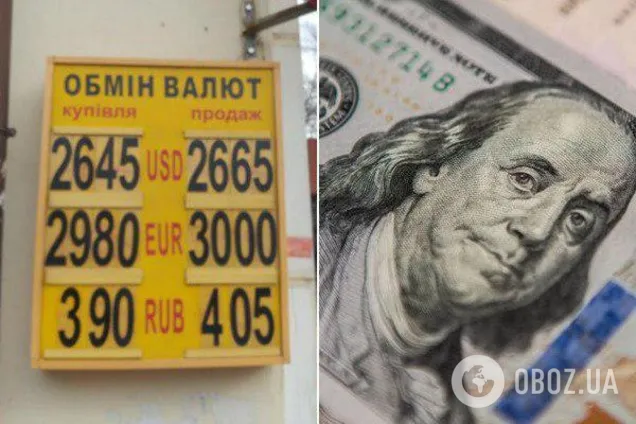 ОБМІН ВАЛЮТ
купівля продаж
2645 USD 2665
2980 EUR 3000
390 RUB 405
OBOZ.UA